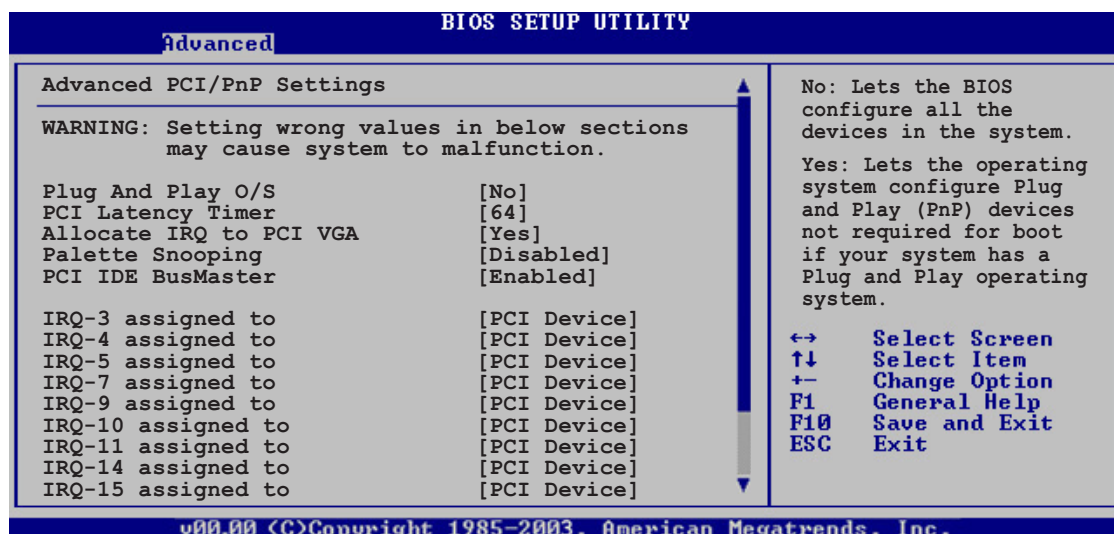 BIOS SETUP UTILITY
Advanced
Advanced PCI/PnP Settings
WARNING: Setting wrong values in below sections
may cause system to malfunction.
Plug And Play O/S [No]
PCI Latency Timer [64]
Allocate IRQ to PCI VGA [Yes]
Palette Snooping [Disabled]
PCI IDE BusMaster [Enabled]
IRQ-3 assigned to [PCI Device]
IRQ-4 assigned to [PCI Device]
IRQ-5 assigned to [PCI Device]
IRQ-7 assigned to [PCI Device]
IRQ-9 assigned to [PCI Device]
IRQ-10 assigned to [PCI Device]
IRQ-11 assigned to [PCI Device]
IRQ-14 assigned to [PCI Device]
IRQ-15 assigned to [PCI Device]
No: Lets the BIOS
configure all the
devices in the system.
Yes: Lets the operating
system configure Plug
and Play (PnP) devices
not required for boot
if your system has a
Plug and Play operating
system.
←→ Select Screen
↑↓ Select Item
+- Change Option
F1 General Help
F10 Save and Exit
ESC Exit
v00.00 (C)Copyright 1985-2003, American Megatrends, Inc.